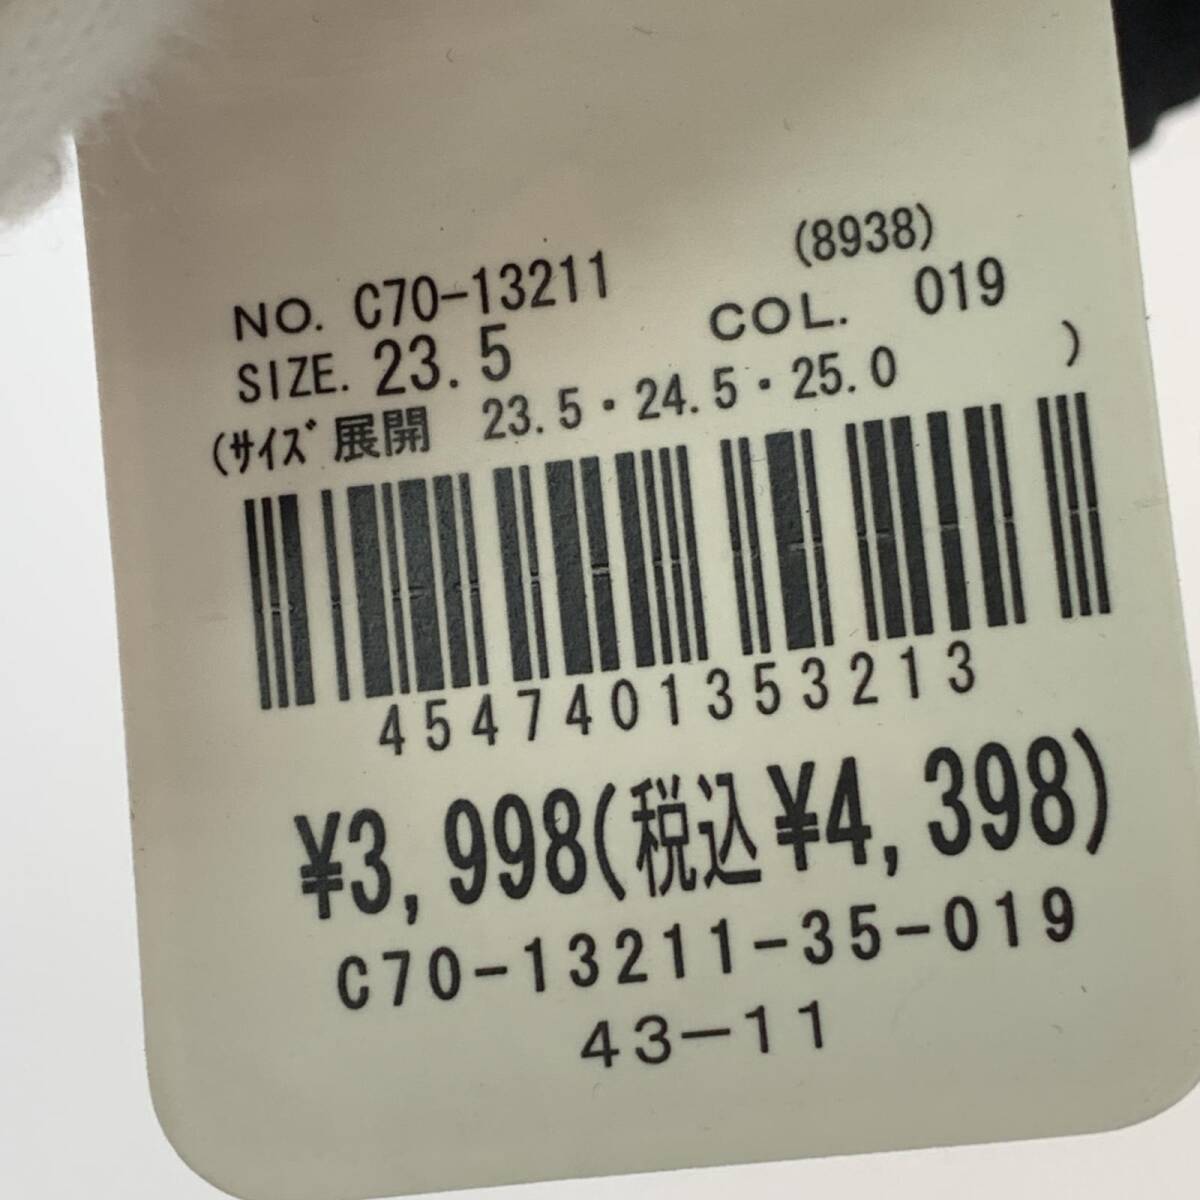 (8938)
NO. C70-13211
COL. 019
SIZE. 23.5
(ｻｲｽﾞ展開 23.5・24.5・25.0 )
4547401353213
¥3,998(税込¥4,398)
C70-13211-35-019
43-11